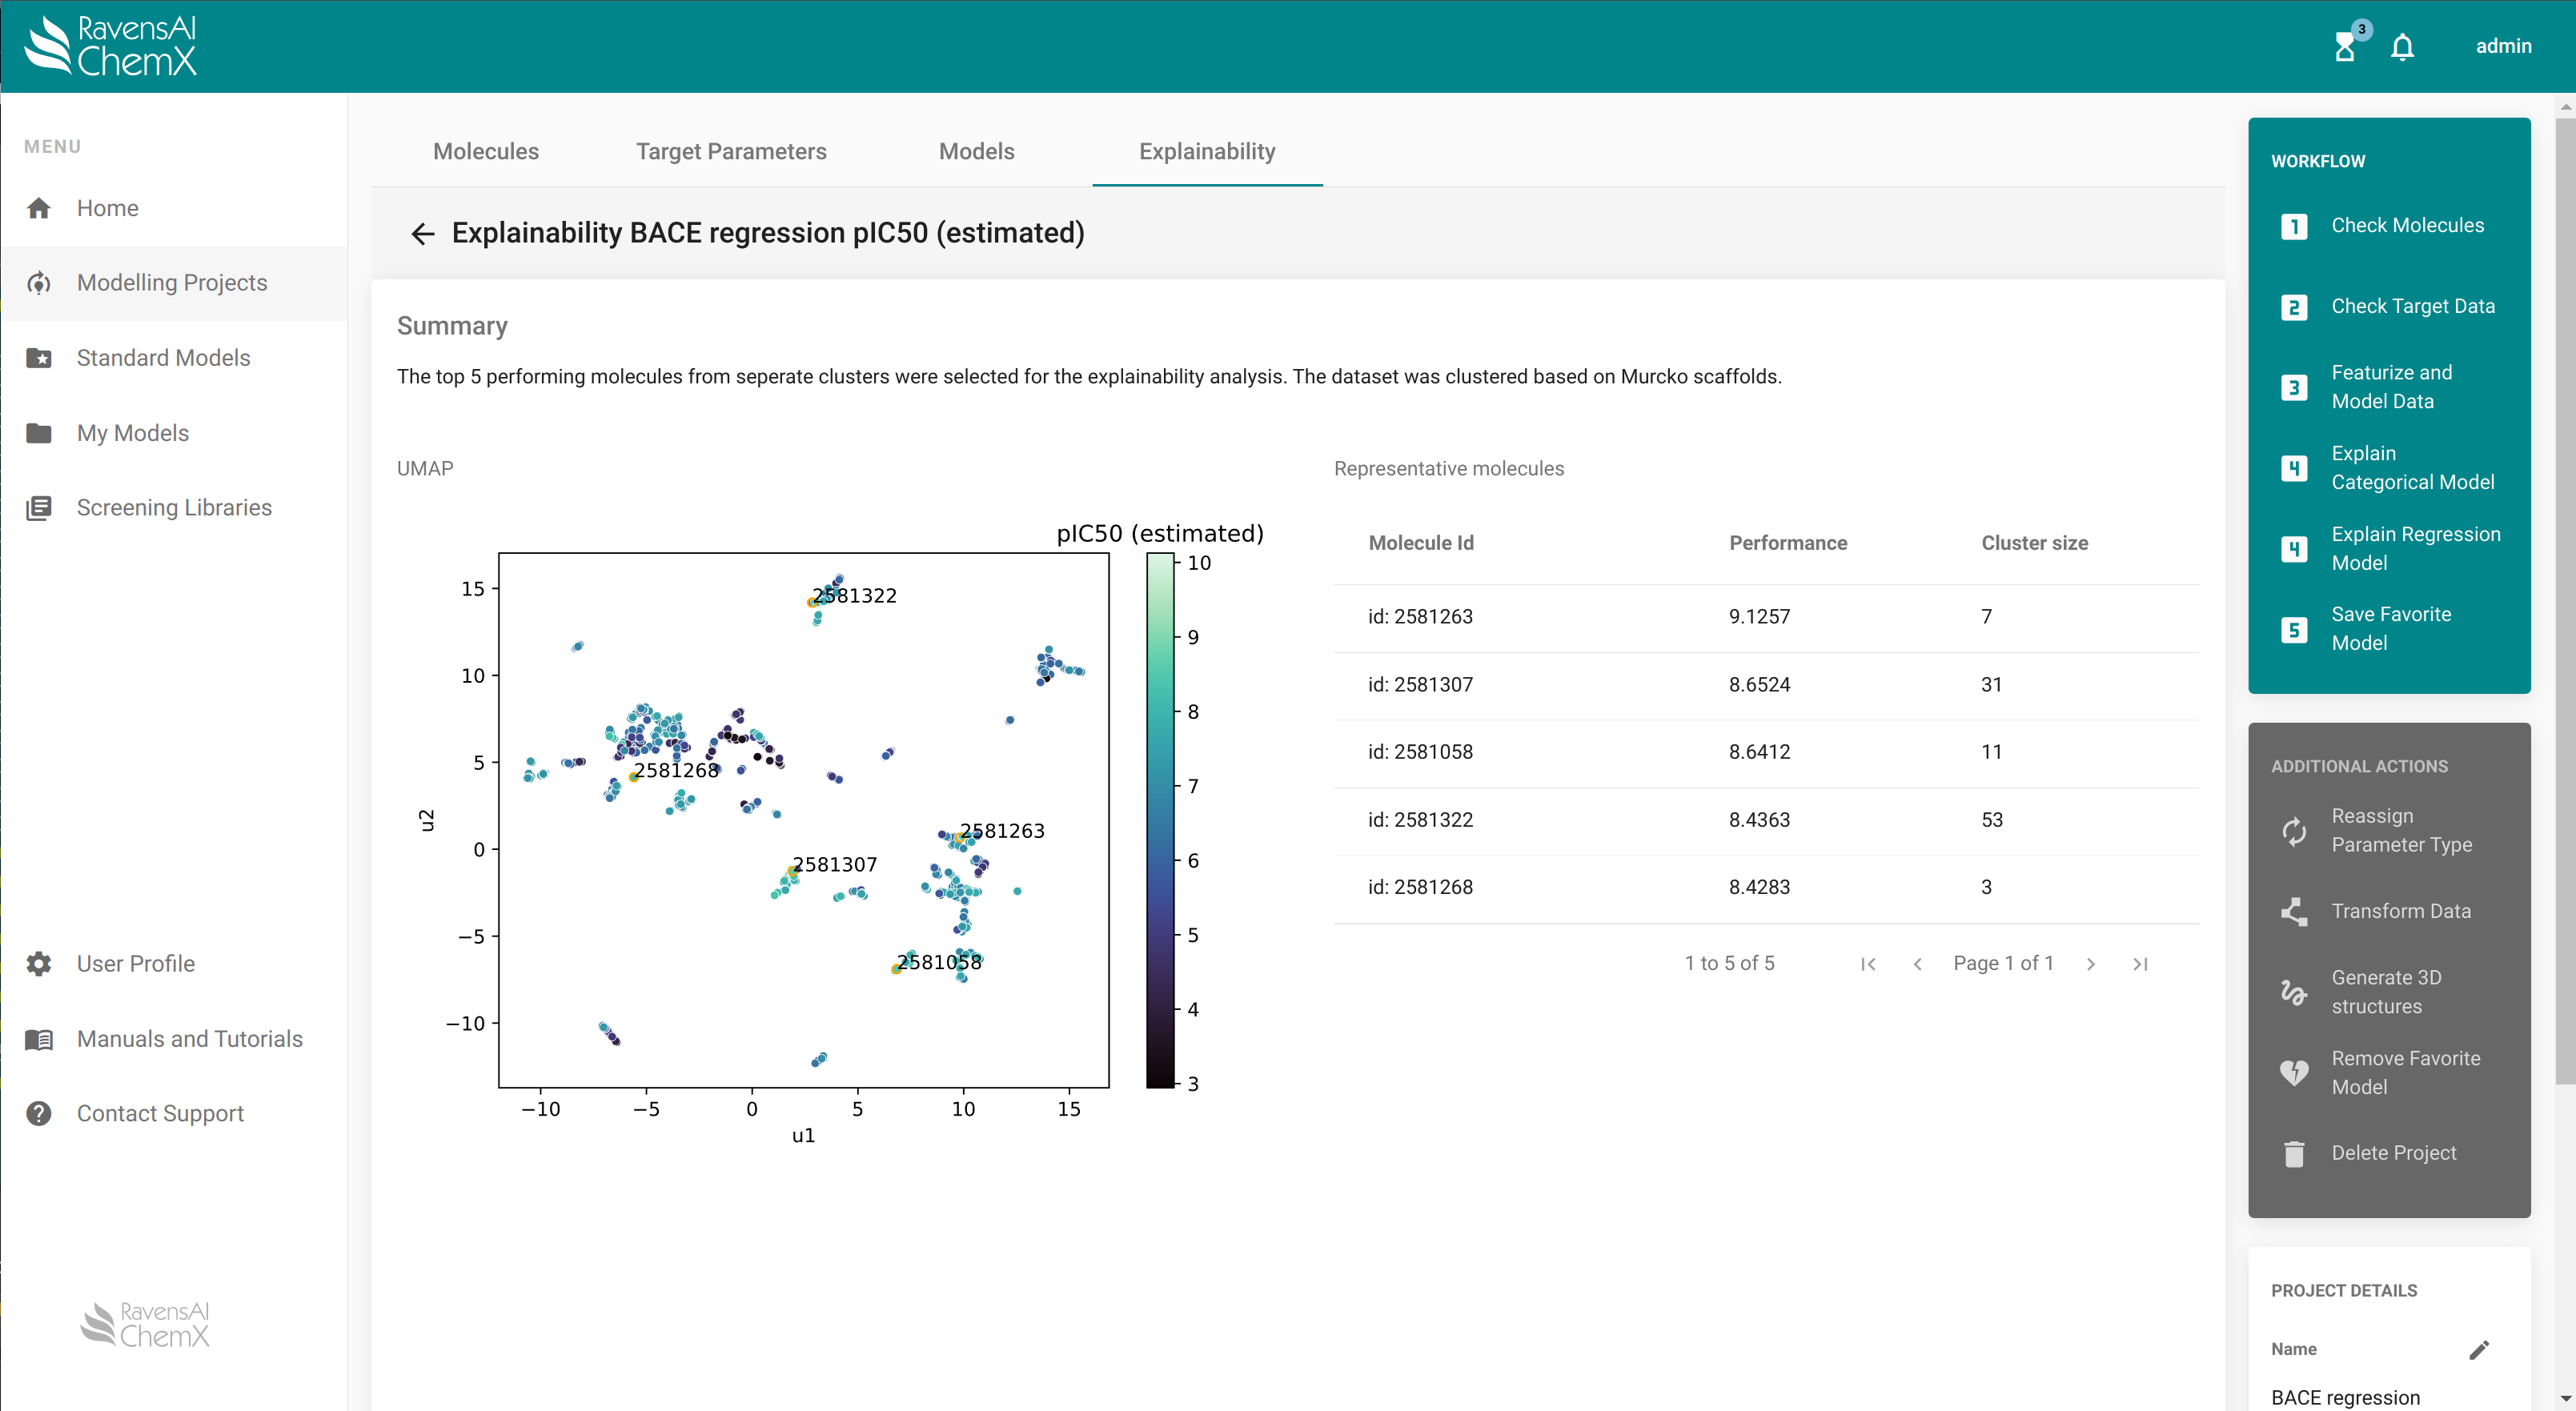 RavensAI
ChemX
3
admin
MENU
Home
Modelling Projects
Standard Models
My Models
Screening Libraries
User Profile
Manuals and Tutorials
Contact Support
RavensAI
ChemX
Molecules
Target Parameters
Models
Explainability
Explainability BACE regression pIC50 (estimated)
Summary
The top 5 performing molecules from seperate clusters were selected for the explainability analysis. The dataset was clustered based on Murcko scaffolds.
UMAP
pIC50 (estimated)
15
10
5
0
−5
−10
u2
−10
−5
0
5
10
15
u1
2581322
2581268
2581263
2581307
2581058
10
9
8
7
6
5
4
3
Representative molecules
Molecule Id Performance Cluster size
id: 2581263 9.1257 7
id: 2581307 8.6524 31
id: 2581058 8.6412 11
id: 2581322 8.4363 53
id: 2581268 8.4283 3
1 to 5 of 5
Page 1 of 1
WORKFLOW
1 Check Molecules
2 Check Target Data
3 Featurize and
Model Data
4 Explain
Categorical Model
4 Explain Regression
Model
5 Save Favorite
Model
ADDITIONAL ACTIONS
Reassign
Parameter Type
Transform Data
Generate 3D
structures
Remove Favorite
Model
Delete Project
PROJECT DETAILS
Name
BACE regression